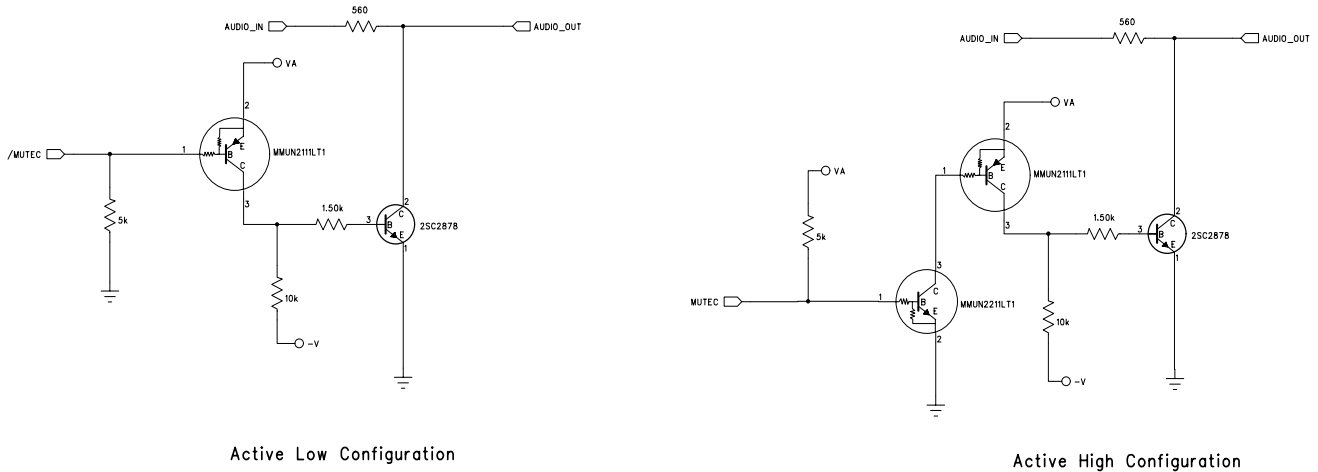 560
AUDIO_IN
AUDIO_OUT
VA
2
E
1
B
MMUN2111LT1
/MUTEC
C
3
5k
1.50k
3
2
C
B
E
2SC2878
1
10k
-V
Active Low Configuration
560
AUDIO_IN
AUDIO_OUT
VA
2
E
1
B
MMUN2111LT1
C
VA
3
5k
1.50k
3
2
C
B
E
2SC2878
1
3
C
MUTEC
1
B
MMUN2211LT1
E
2
10k
-V
Active High Configuration